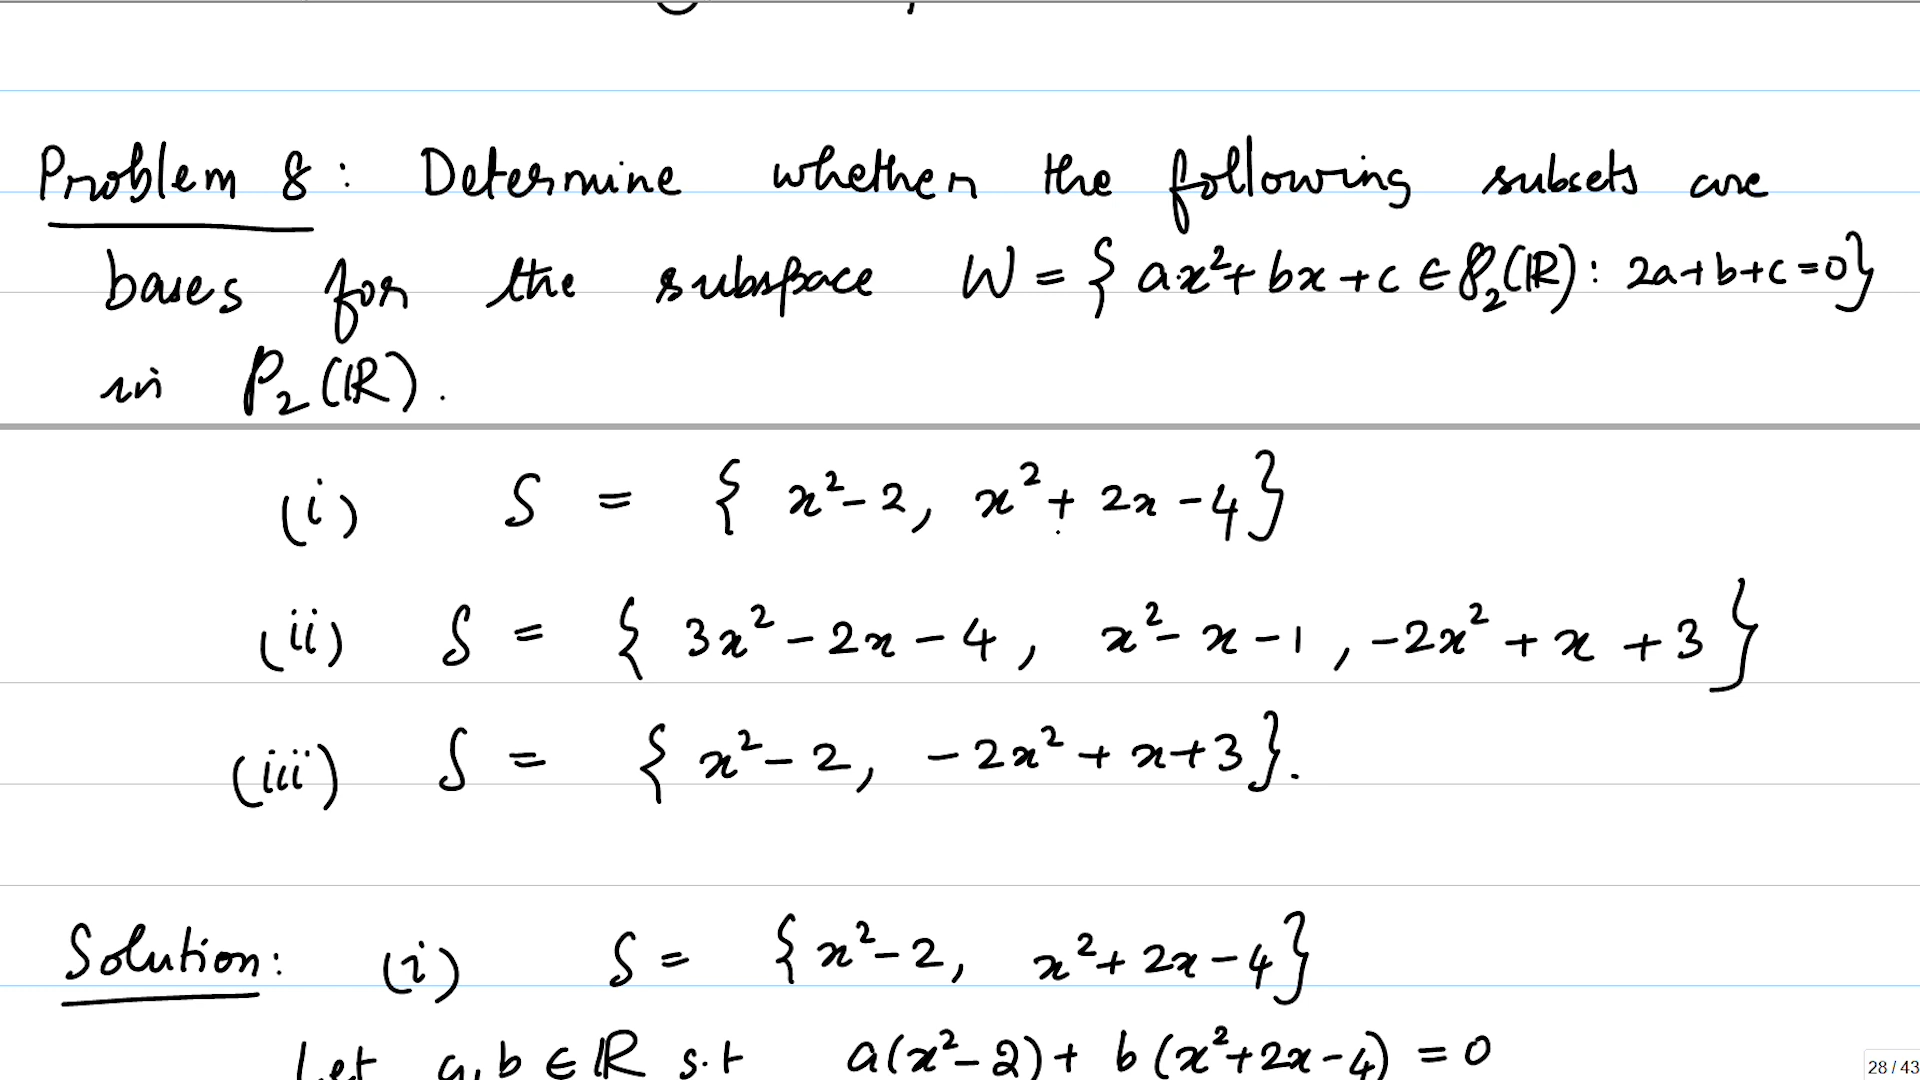 Problem 8: Determine whether the following subsets are
bases for the subspace W = { ax²+ bx + c ∈ P₂(ℝ): 2a+b+c=0}
in P₂(ℝ).
(i) S = { x²-2, x²+ 2x -4}
(ii) S = { 3x²-2x-4, x²-x-1, -2x²+x+3}
(iii) S = { x²-2, -2x²+x+3}.
Solution: (i) S = {x²-2, x²+2x-4}
Let a,b ∈ ℝ s.t a(x²-2)+ b(x²+2x-4) = 0
28 / 43